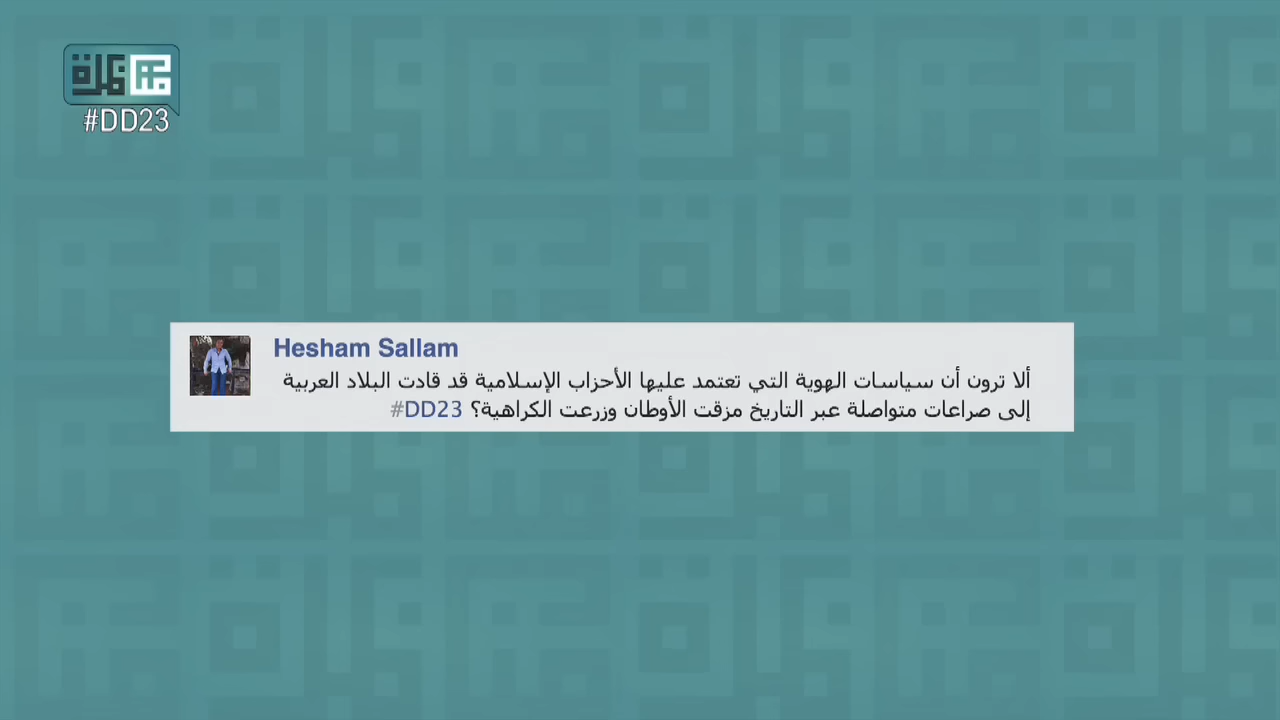 #DD23
Hesham Sallam
ألا ترون أن سياسات الهوية التي تعتمد عليها الأحزاب الإسلامية قد قادت البلاد العربية
إلى صراعات متواصلة عبر التاريخ مزقت الأوطان وزرعت الكراهية؟ #DD23